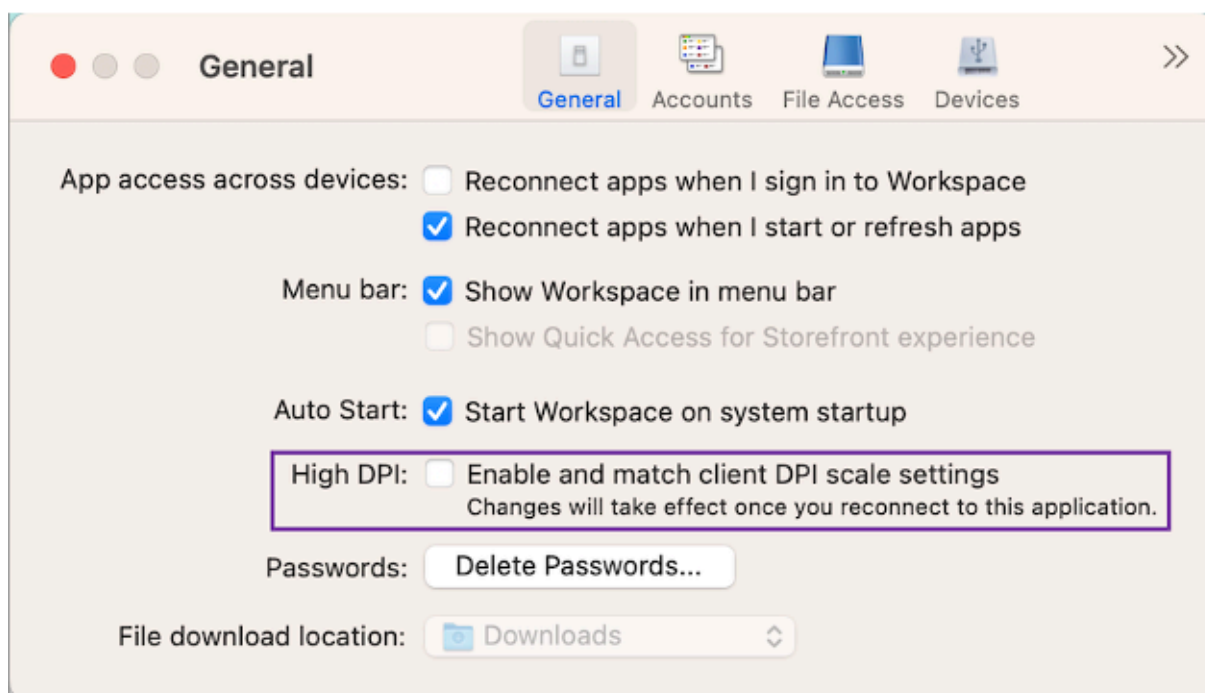 General
General Accounts File Access Devices
App access across devices: Reconnect apps when I sign in to Workspace
Reconnect apps when I start or refresh apps
Menu bar: Show Workspace in menu bar
Show Quick Access for Storefront experience
Auto Start: Start Workspace on system startup
High DPI: Enable and match client DPI scale settings
Changes will take effect once you reconnect to this application.
Passwords: Delete Passwords...
File download location: Downloads